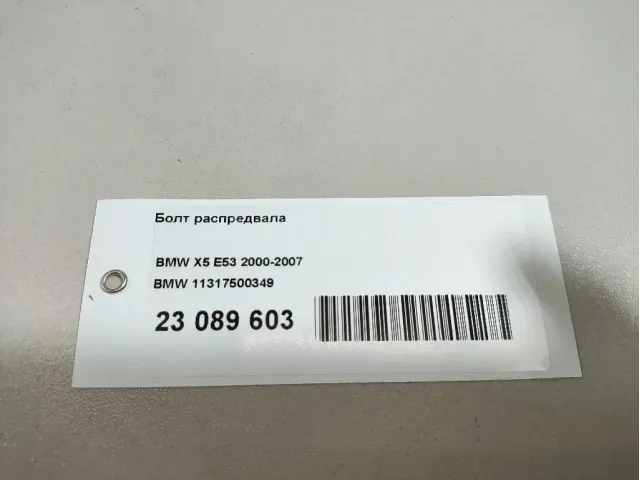 Болт распредвала
BMW X5 E53 2000-2007
BMW 11317500349
23 089 603